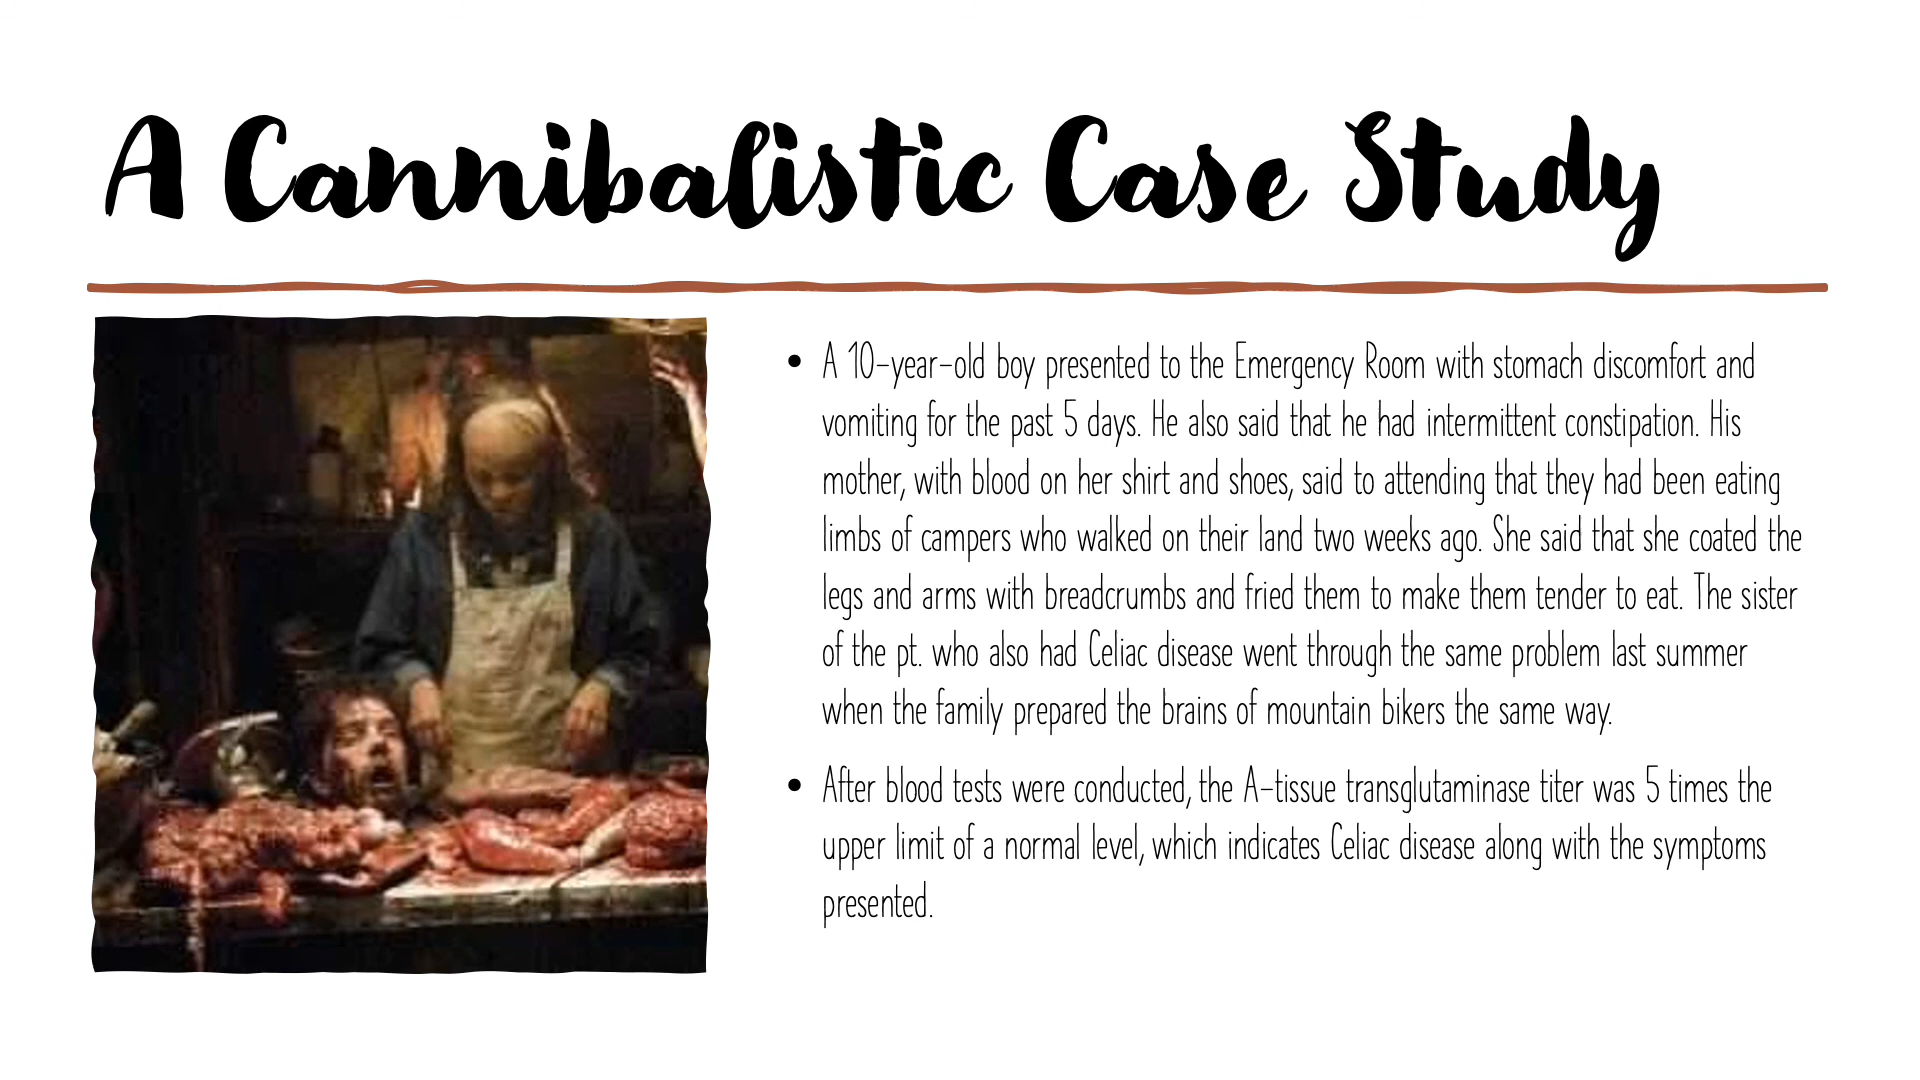 A Cannibalistic Case Study
• A 10-year-old boy presented to the Emergency Room with stomach discomfort and
vomiting for the past 5 days. He also said that he had intermittent constipation. His
mother, with blood on her shirt and shoes, said to attending that they had been eating
limbs of campers who walked on their land two weeks ago. She said that she coated the
legs and arms with breadcrumbs and fried them to make them tender to eat. The sister
of the pt. who also had Celiac disease went through the same problem last summer
when the family prepared the brains of mountain bikers the same way.
• After blood tests were conducted, the A-tissue transglutaminase titer was 5 times the
upper limit of a normal level, which indicates Celiac disease along with the symptoms
presented.